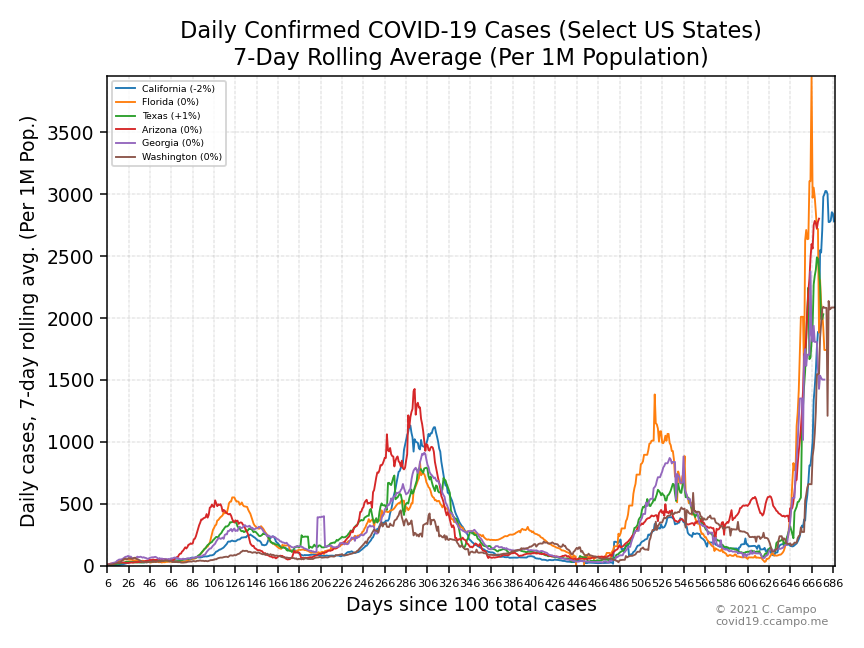 Daily Confirmed COVID-19 Cases (Select US States)
7-Day Rolling Average (Per 1M Population)
Daily cases, 7-day rolling avg. (Per 1M Pop.)
3500
3000
2500
2000
1500
1000
500
0
California (-2%)
Florida (0%)
Texas (+1%)
Arizona (0%)
Georgia (0%)
Washington (0%)
6 26 46 66 86 106 126 146 166 186 206 226 246 266 286 306 326 346 366 386 406 426 446 466 486 506 526 546 566 586 606 626 646 666 686
Days since 100 total cases
© 2021 C. Campo
covid19.ccampo.me